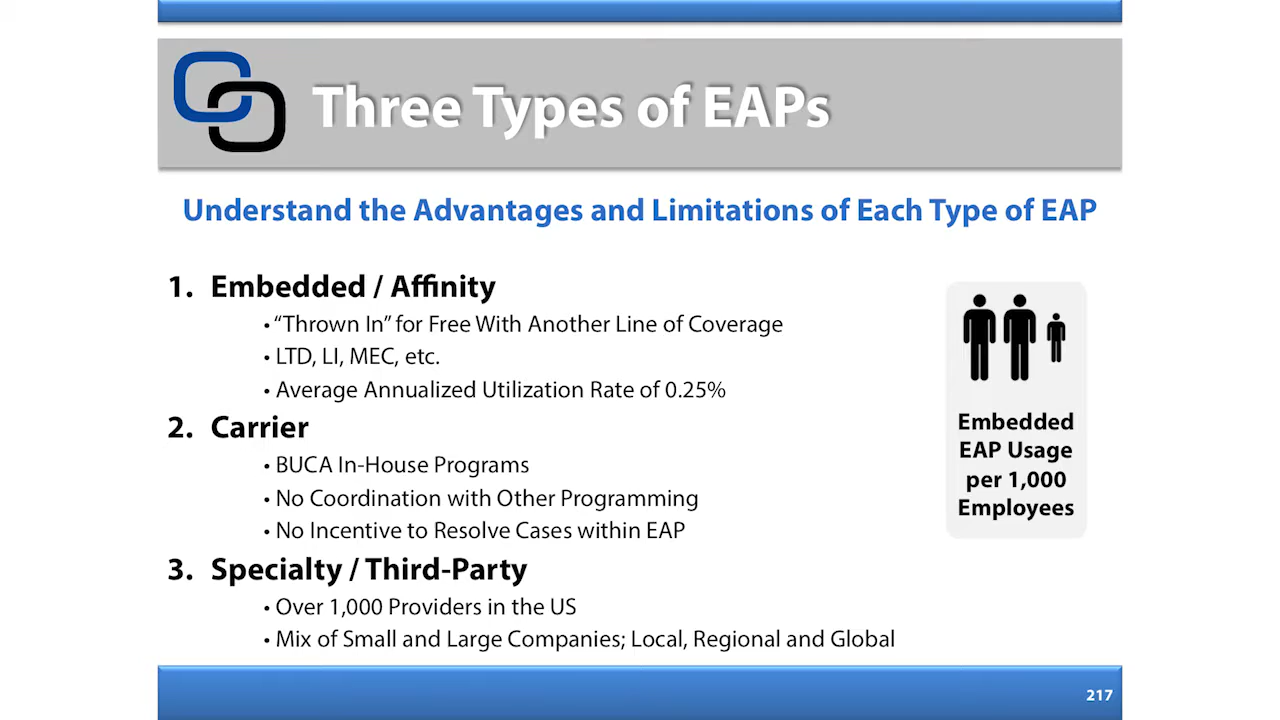 Three Types of EAPs
Understand the Advantages and Limitations of Each Type of EAP
1. Embedded / Affinity
• “Thrown In” for Free With Another Line of Coverage
• LTD, LI, MEC, etc.
• Average Annualized Utilization Rate of 0.25%
2. Carrier
• BUCA In-House Programs
• No Coordination with Other Programming
• No Incentive to Resolve Cases within EAP
3. Specialty / Third-Party
• Over 1,000 Providers in the US
• Mix of Small and Large Companies; Local, Regional and Global
Embedded
EAP Usage
per 1,000
Employees
217